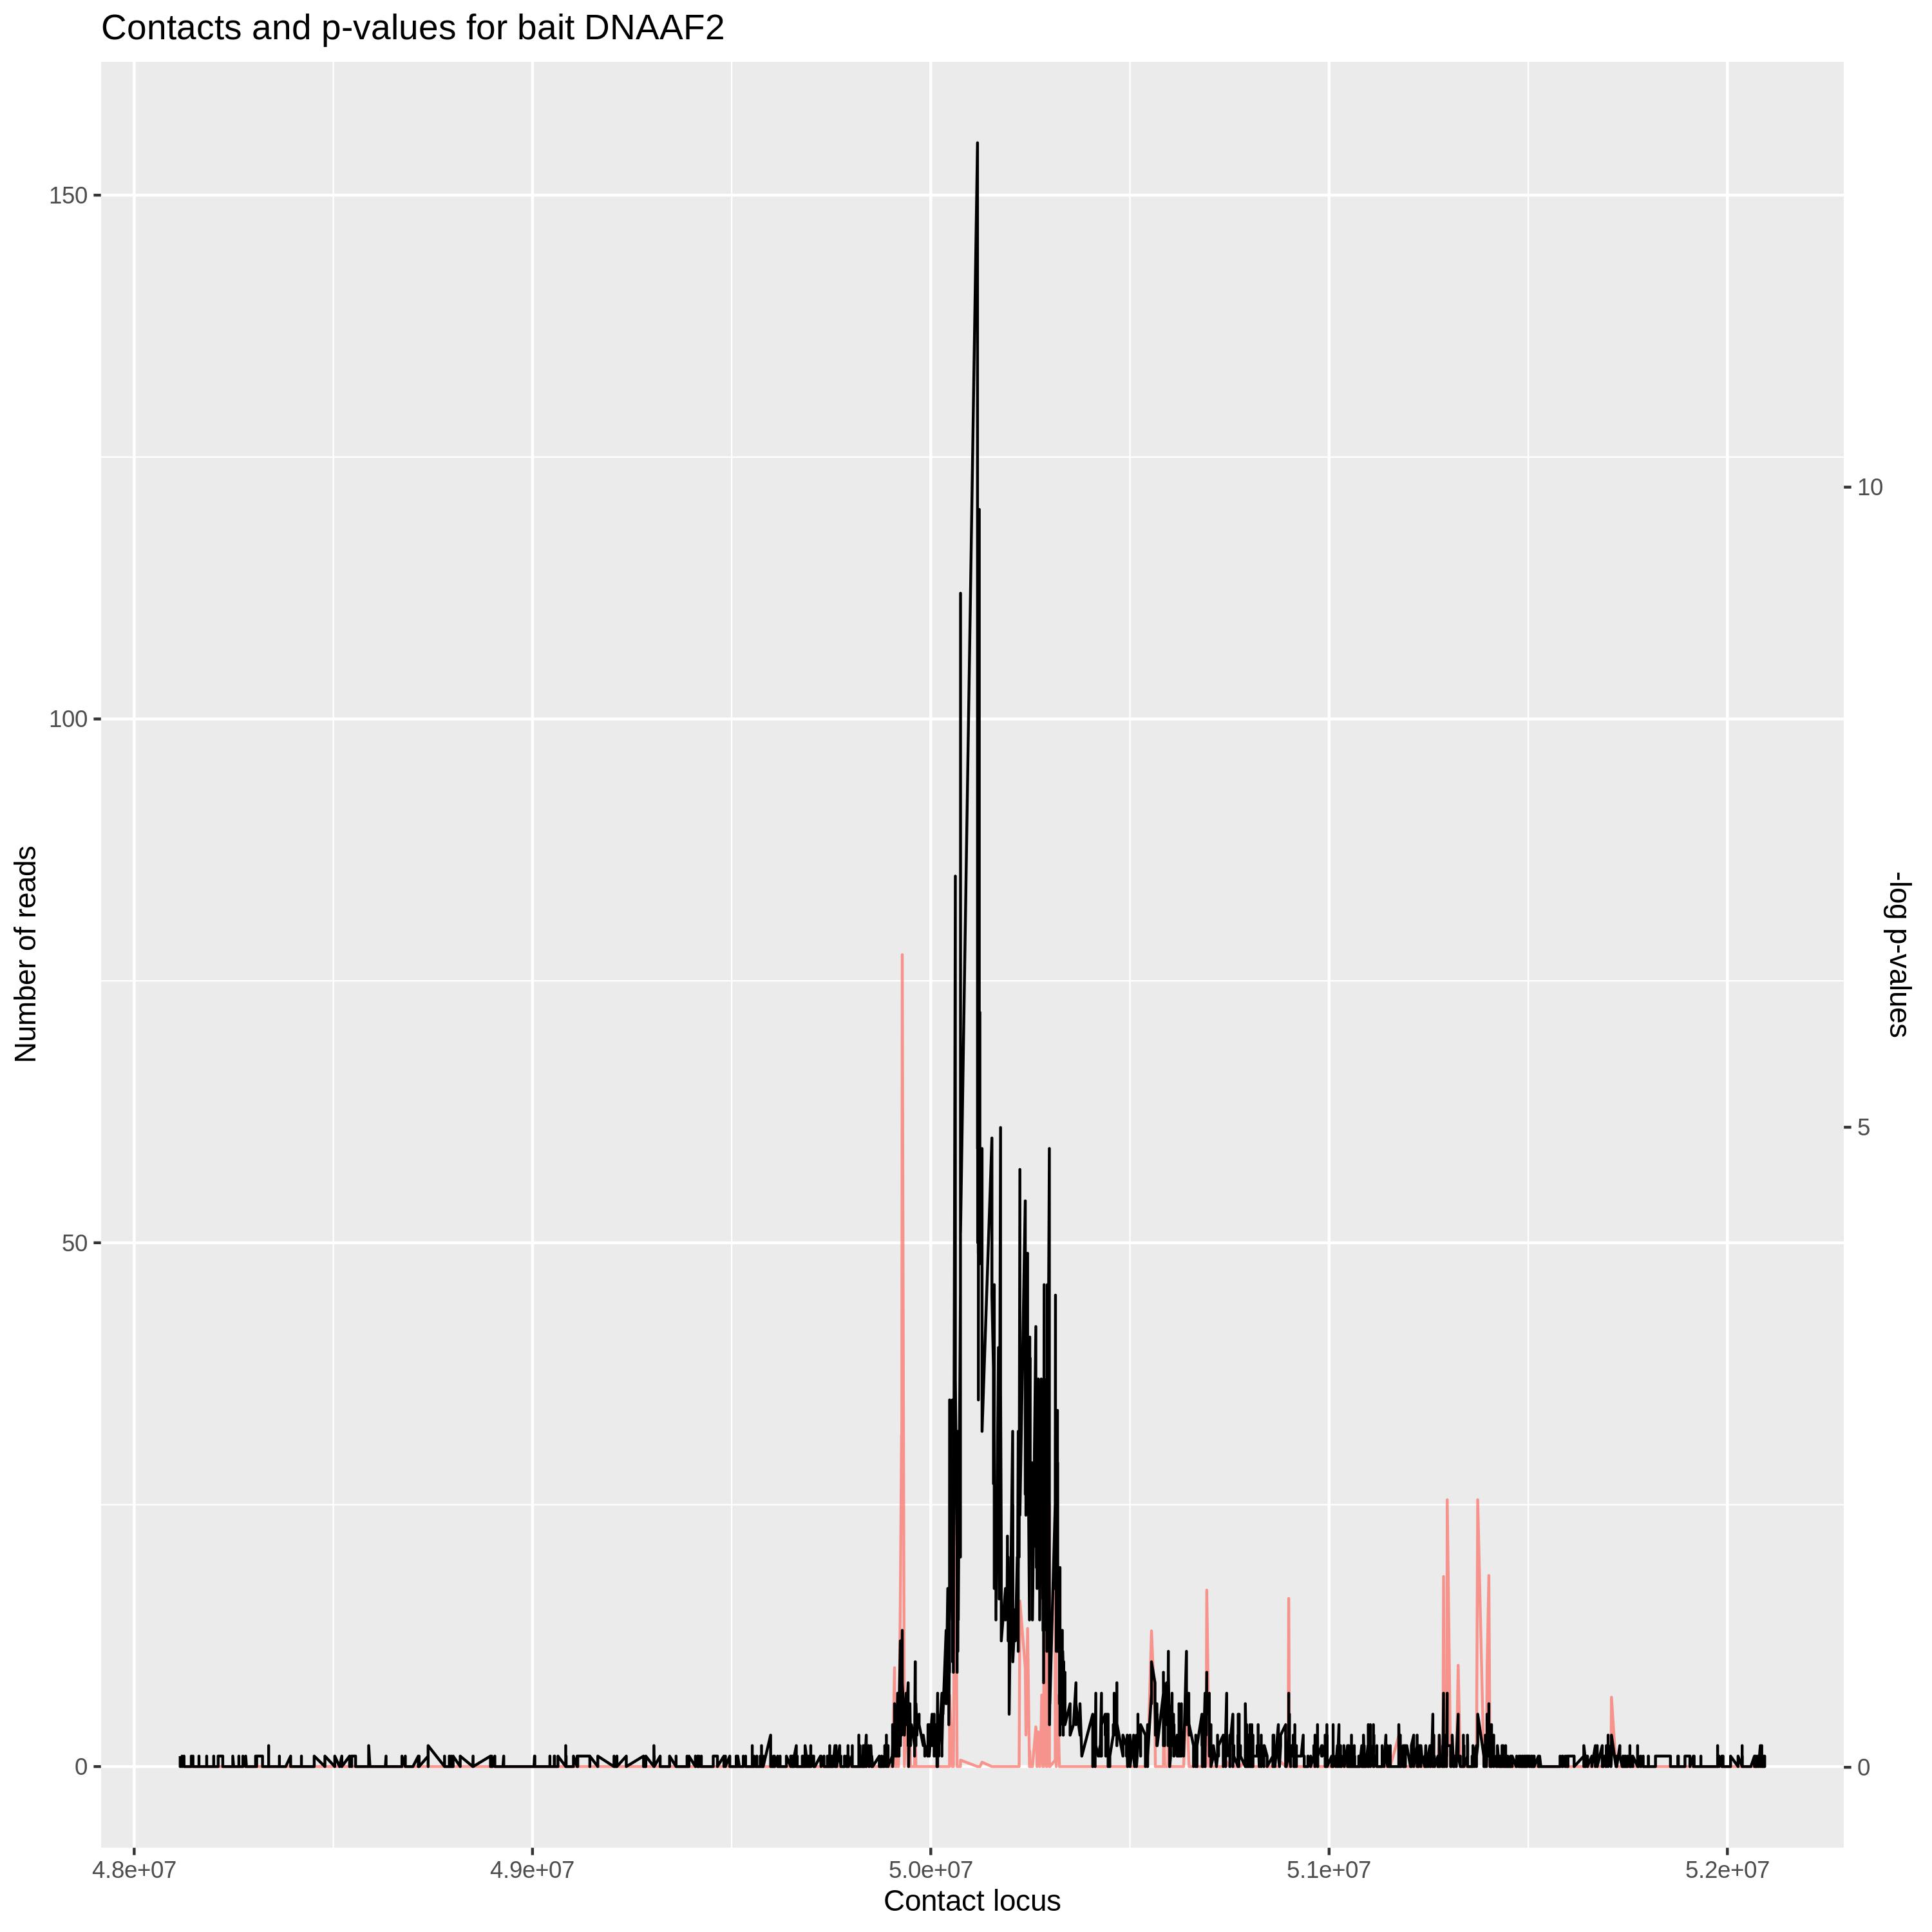 Contacts and p-values for bait DNAAF2
150
100
50
0
Number of reads
10
5
0
-log p-values
4.8e+07
4.9e+07
5.0e+07
5.1e+07
5.2e+07
Contact locus